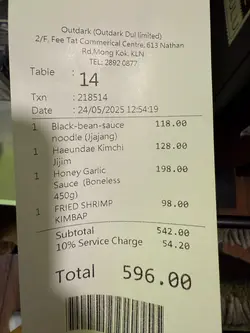 Outdark (Outdark Dul limited)
2/F, Fee Tat Commerical Centre, 613 Nathan
Rd,Mong Kok, KLN
TEL: 2892 0877
Table : 14
Txn : 218514
Date : 24/05/2025 12:54:19
1 Black-bean-sauce noodle (Jjajang) 118.00
1 Haeundae Kimchi Jijim 128.00
1 Honey Garlic Sauce (Boneless 450g) 198.00
1 FRIED SHRIMP KIMBAP 98.00
Subtotal 542.00
10% Service Charge 54.20
Total 596.00